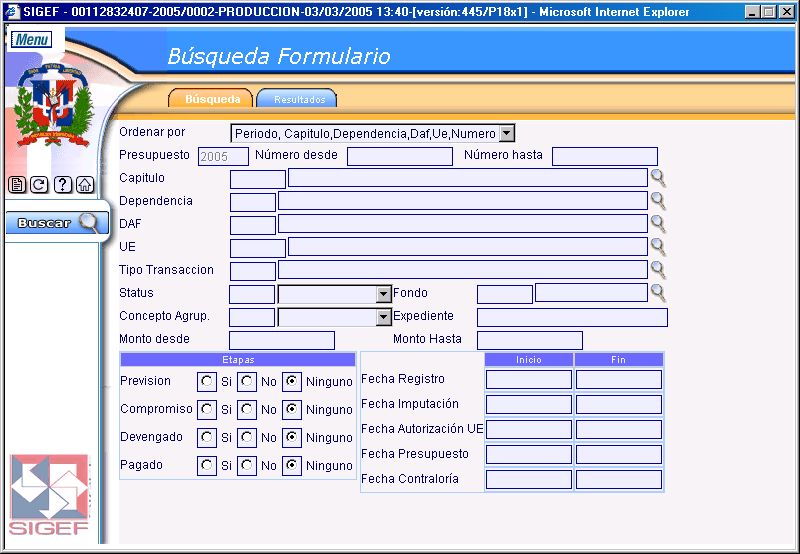 SIGEF - 00112832407-2005/0002-PRODUCCION-03/03/2005 13:40-[versión:445/P18x1] - Microsoft Internet Explorer
Menu
Búsqueda Formulario
Búsqueda Resultados
Ordenar por Periodo, Capitulo,Dependencia,Daf,Ue,Numero
Presupuesto 2005 Número desde Número hasta
Capitulo
Dependencia
Buscar
DAF
UE
Tipo Transaccion
Status Fondo
Concepto Agrup. Expediente
Monto desde Monto Hasta
Etapas
Prevision Si No Ninguno
Compromiso Si No Ninguno
Devengado Si No Ninguno
Pagado Si No Ninguno
Inicio Fin
Fecha Registro
Fecha Imputación
Fecha Autorización UE
Fecha Presupuesto
Fecha Contraloría
SIGEF